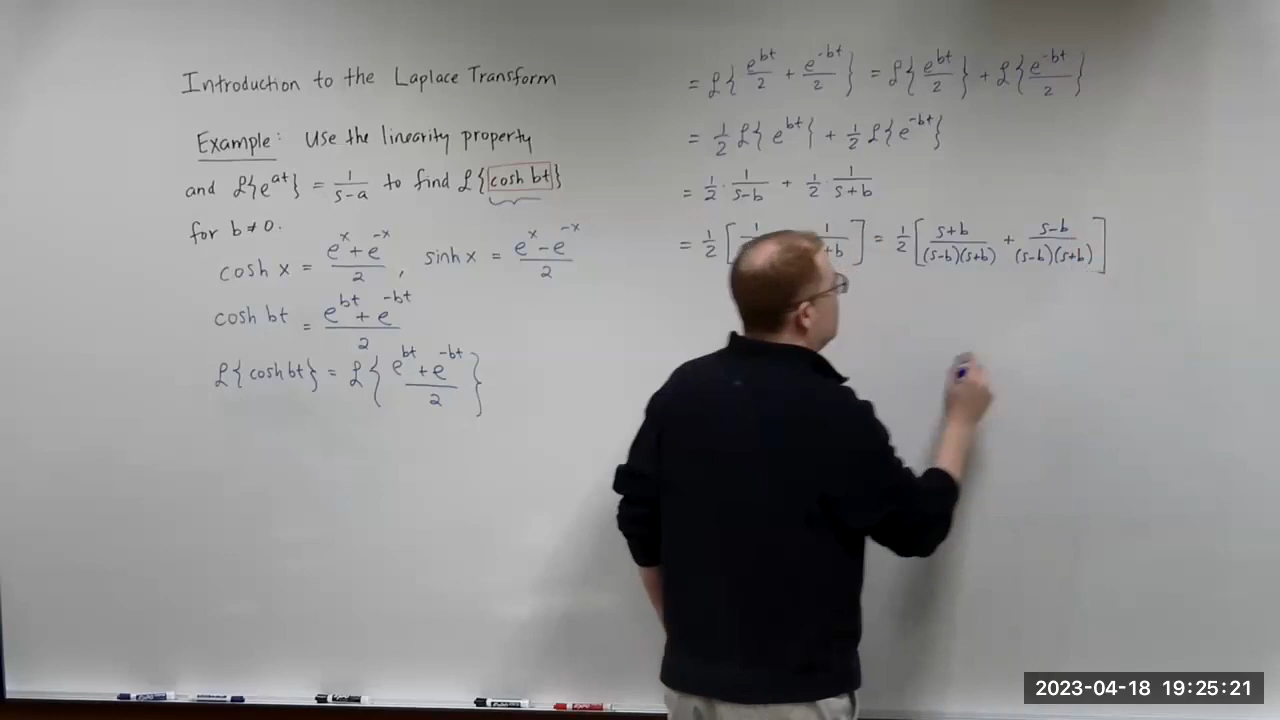 Introduction to the Laplace Transform
Example: Use the linearity property
and ℒ{e^{at}} = 1/(s-a) to find ℒ{cosh bt}
for b ≠ 0.
cosh x = (e^x + e^{-x})/2, sinh x = (e^x - e^{-x})/2
cosh bt = (e^{bt} + e^{-bt})/2
ℒ{cosh bt} = ℒ{(e^{bt} + e^{-bt})/2}
= ℒ{e^{bt}/2 + e^{-bt}/2} = ℒ{e^{bt}/2} + ℒ{e^{-bt}/2}
= 1/2 ℒ{e^{bt}} + 1/2 ℒ{e^{-bt}}
= 1/2 · 1/(s-b) + 1/2 · 1/(s+b)
= 1/2 [ 1/ 1/ +b ] = 1/2 [ (s+b)/((s-b)(s+b)) + (s-b)/((s-b)(s+b)) ]
2023-04-18 19:25:21